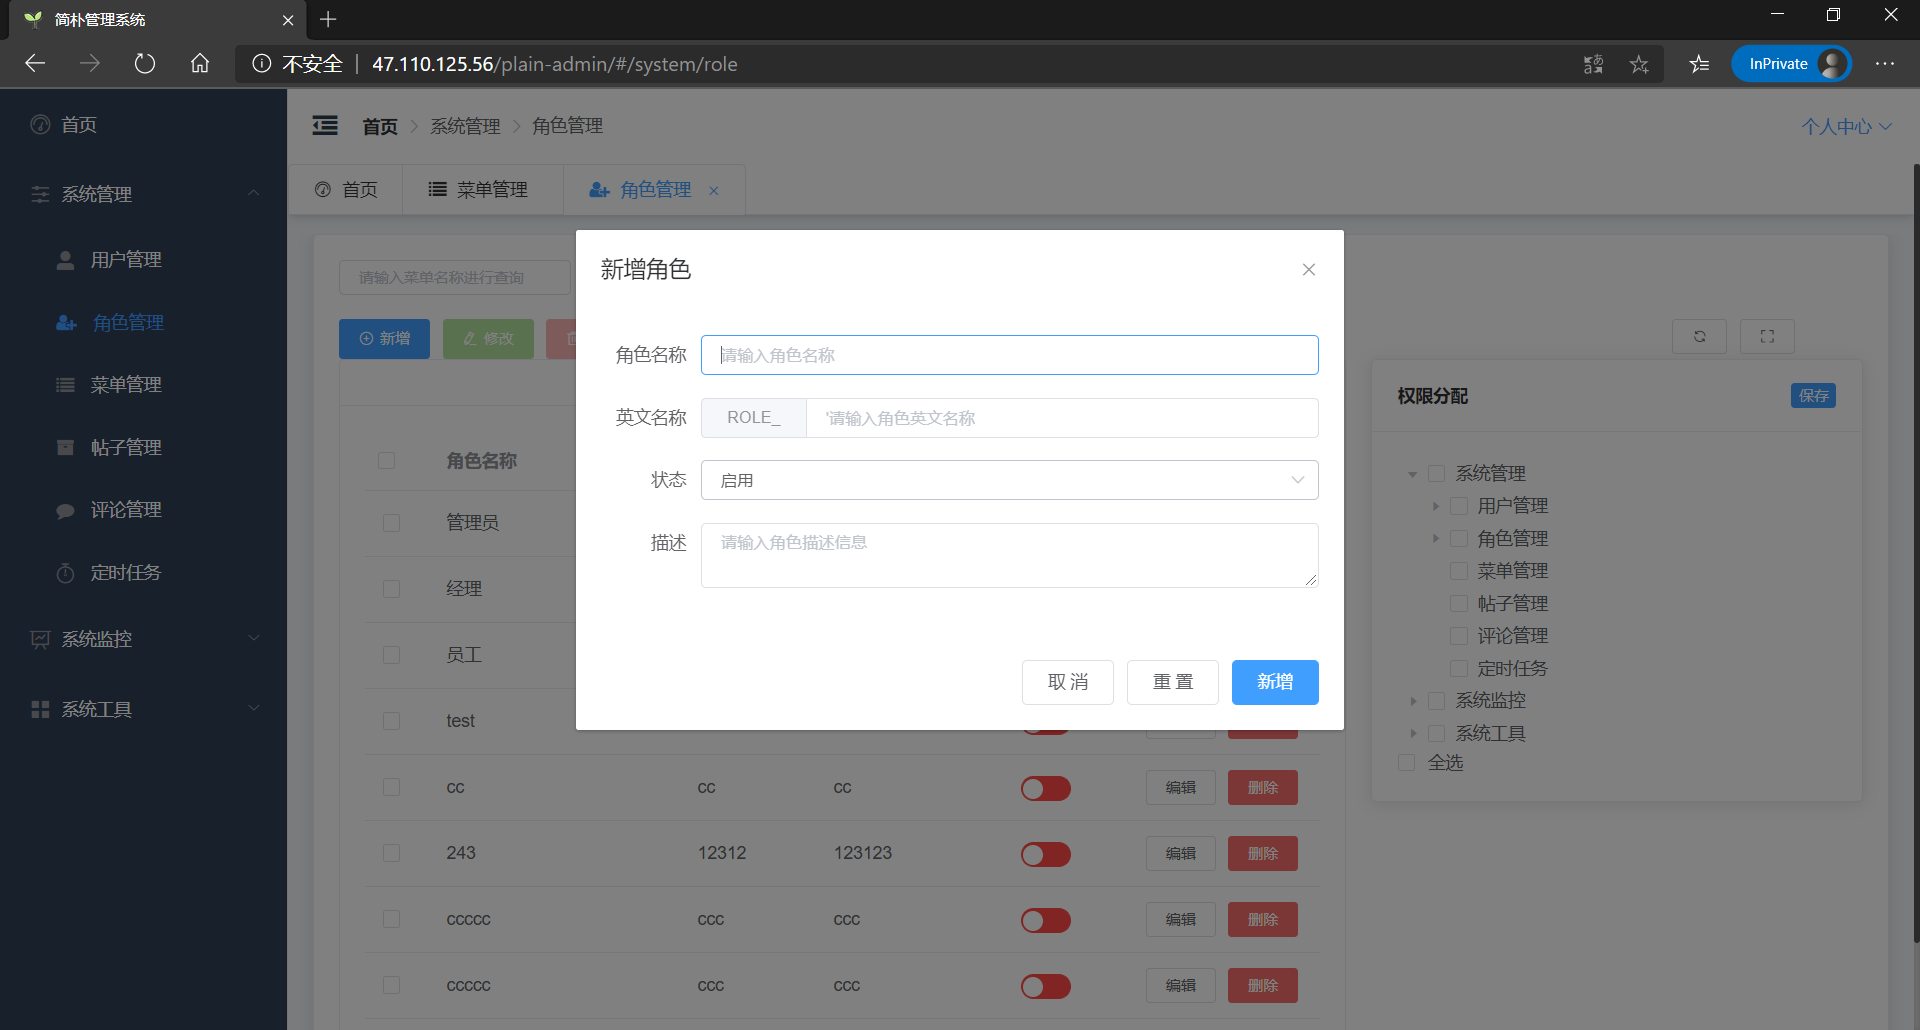 简朴管理系统
不安全 47.110.125.56/plain-admin/#/system/role
InPrivate
首页
系统管理
用户管理
角色管理
菜单管理
帖子管理
评论管理
定时任务
系统监控
系统工具
首页 > 系统管理 > 角色管理
个人中心
首页 菜单管理 角色管理
请输入菜单名称进行查询
新增 修改
角色名称
管理员
经理
员工
test
cc cc cc 编辑 删除
243 12312 123123 编辑 删除
ccccc ccc ccc 编辑 删除
ccccc ccc ccc 编辑 删除
新增角色
角色名称 请输入角色名称
英文名称 ROLE_ '请输入角色英文名称
状态 启用
描述 请输入角色描述信息
取 消 重 置 新增
权限分配 保存
系统管理
用户管理
角色管理
菜单管理
帖子管理
评论管理
定时任务
系统监控
系统工具
全选